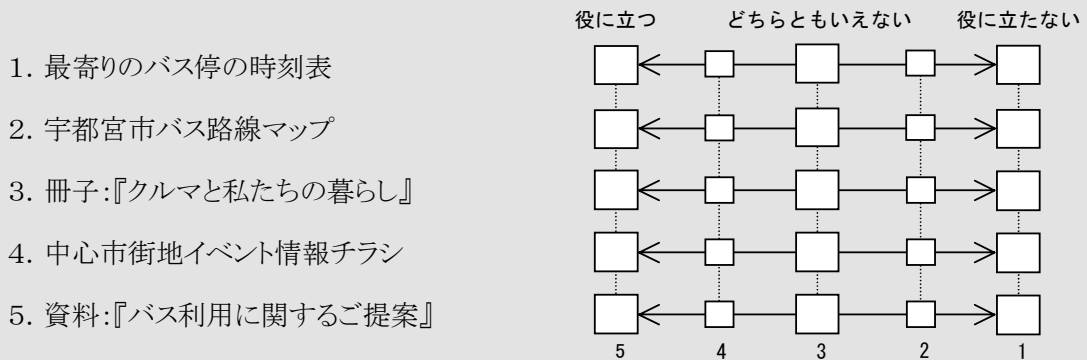 役に立つ どちらともいえない 役に立たない
1. 最寄りのバス停の時刻表
2. 宇都宮市バス路線マップ
3. 冊子:『クルマと私たちの暮らし』
4. 中心市街地イベント情報チラシ
5. 資料:『バス利用に関するご提案』
5 4 3 2 1